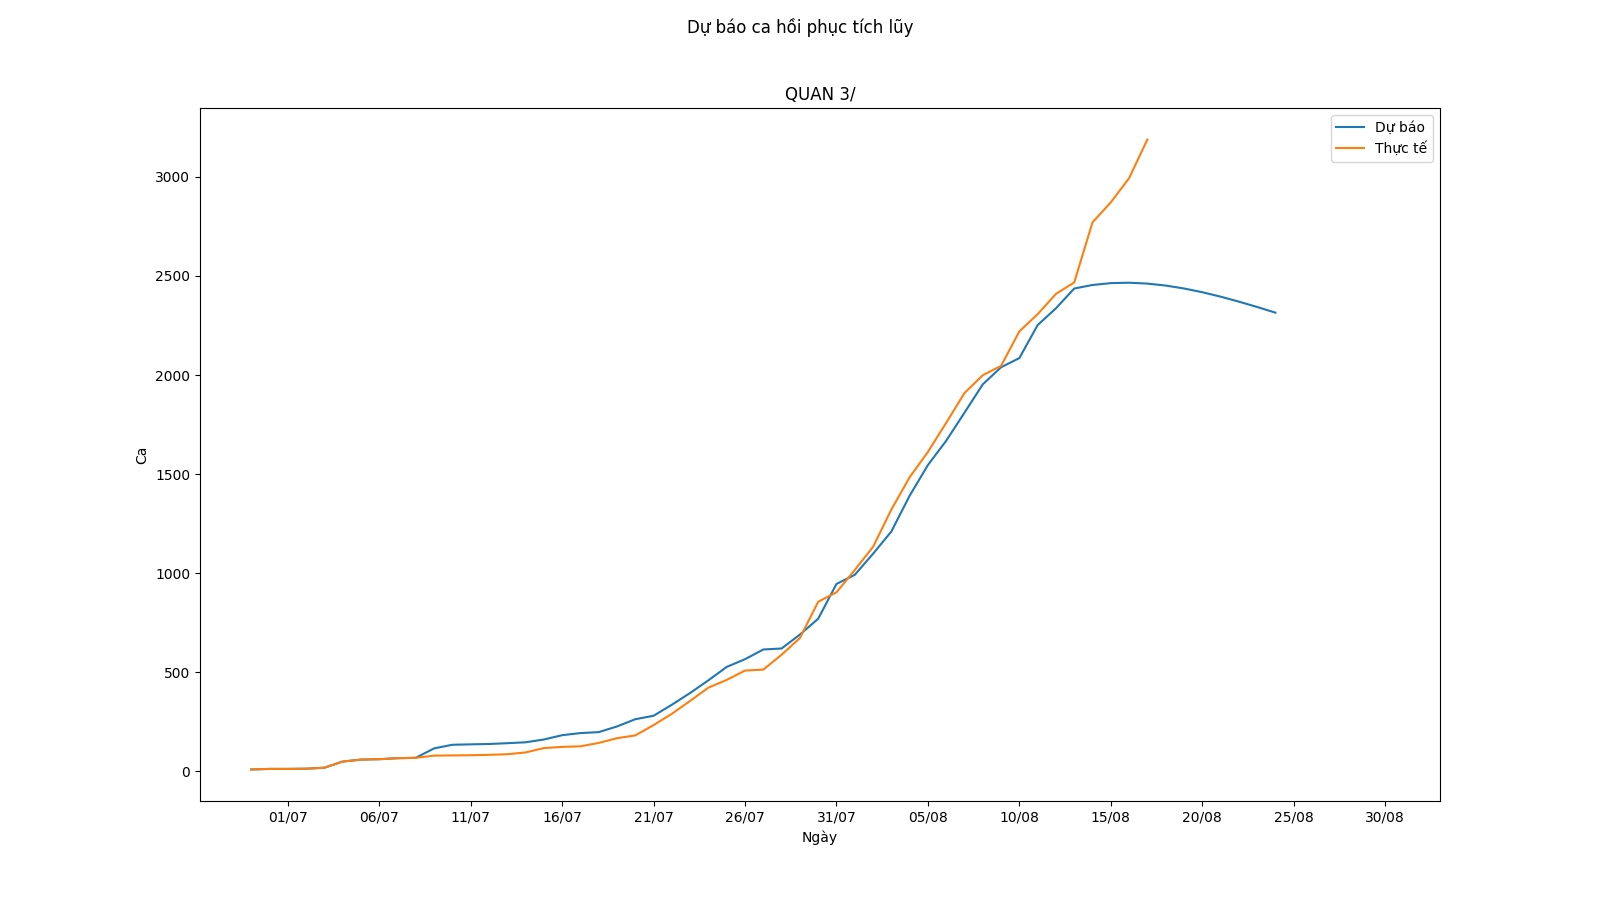 Dự báo ca hồi phục tích lũy
QUAN 3/
Dự báo
Thực tế
3000
2500
2000
1500
1000
500
0
Ca
01/07 06/07 11/07 16/07 21/07 26/07 31/07 05/08 10/08 15/08 20/08 25/08 30/08
Ngày